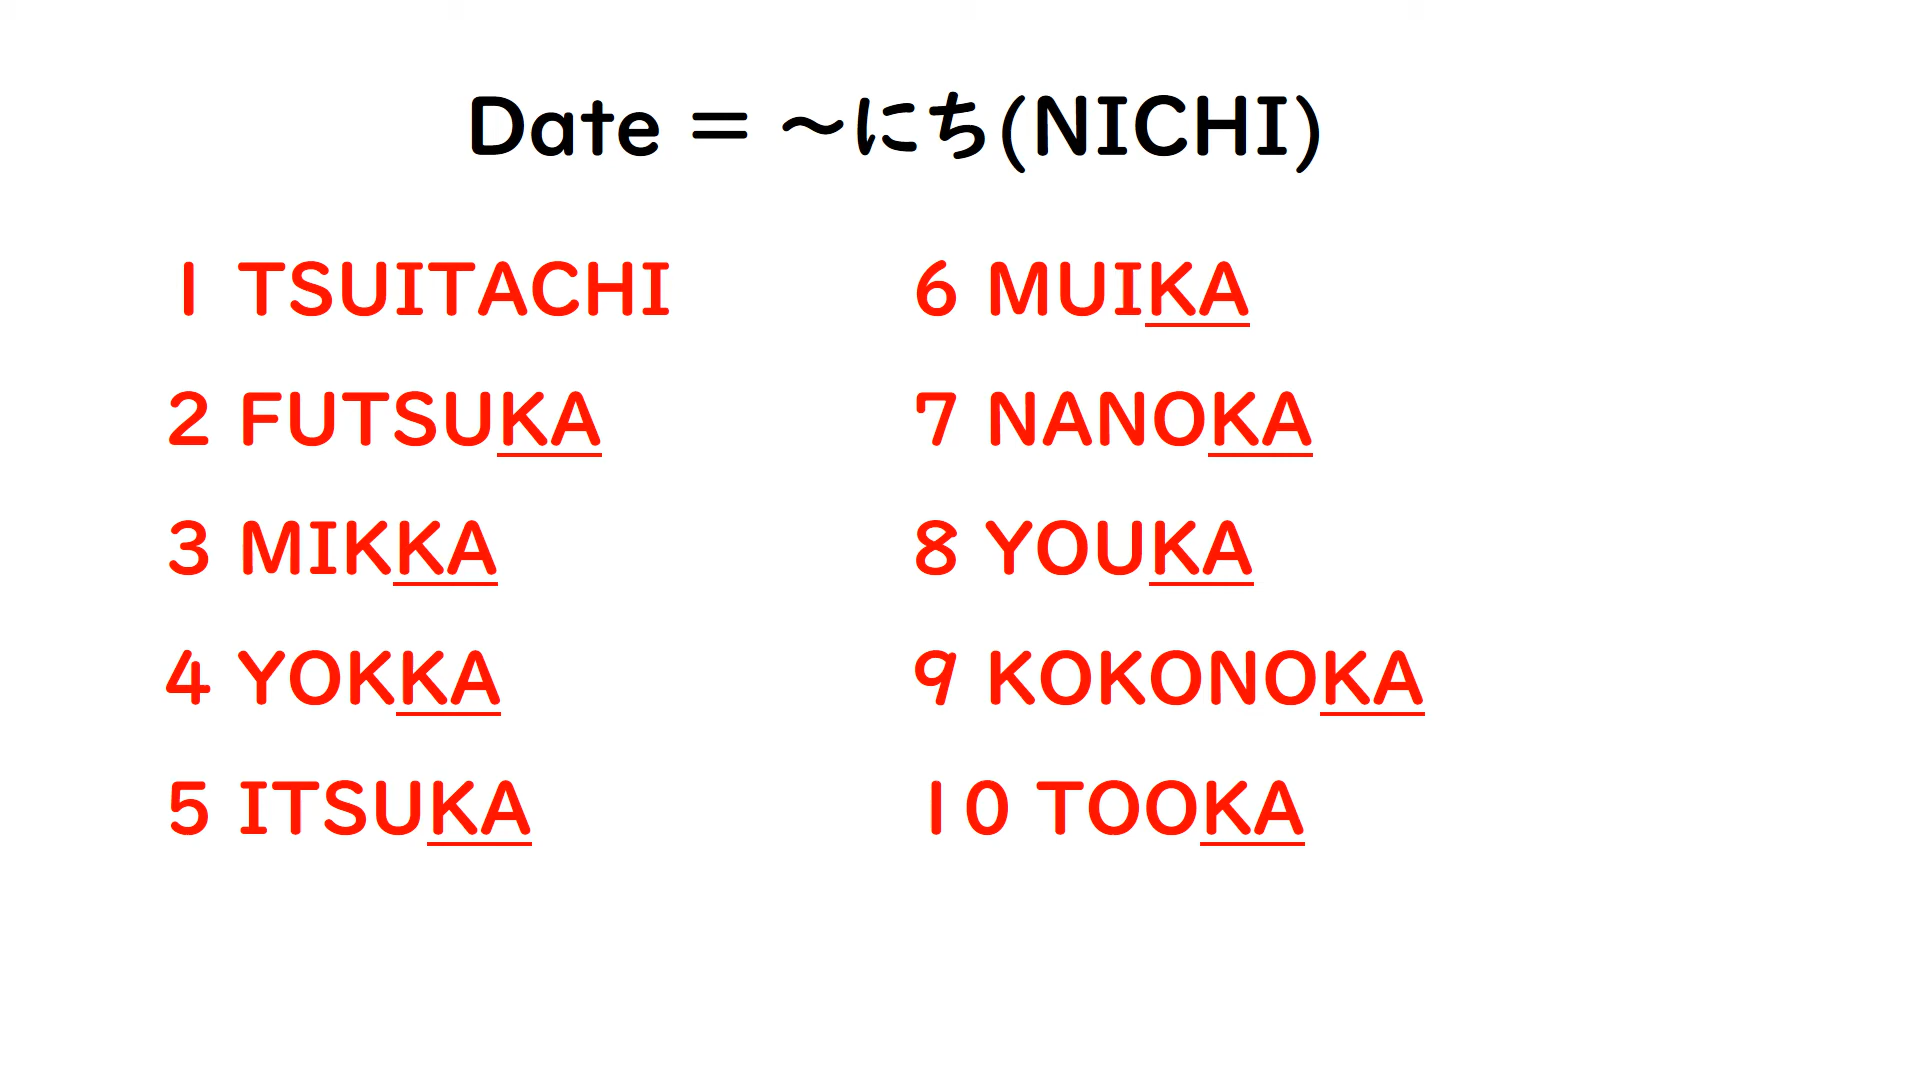 Date = ～にち(NICHI)
1 TSUITACHI
2 FUTSUKA
3 MIKKA
4 YOKKA
5 ITSUKA
6 MUIKA
7 NANOKA
8 YOUKA
9 KOKONOKA
10 TOOKA